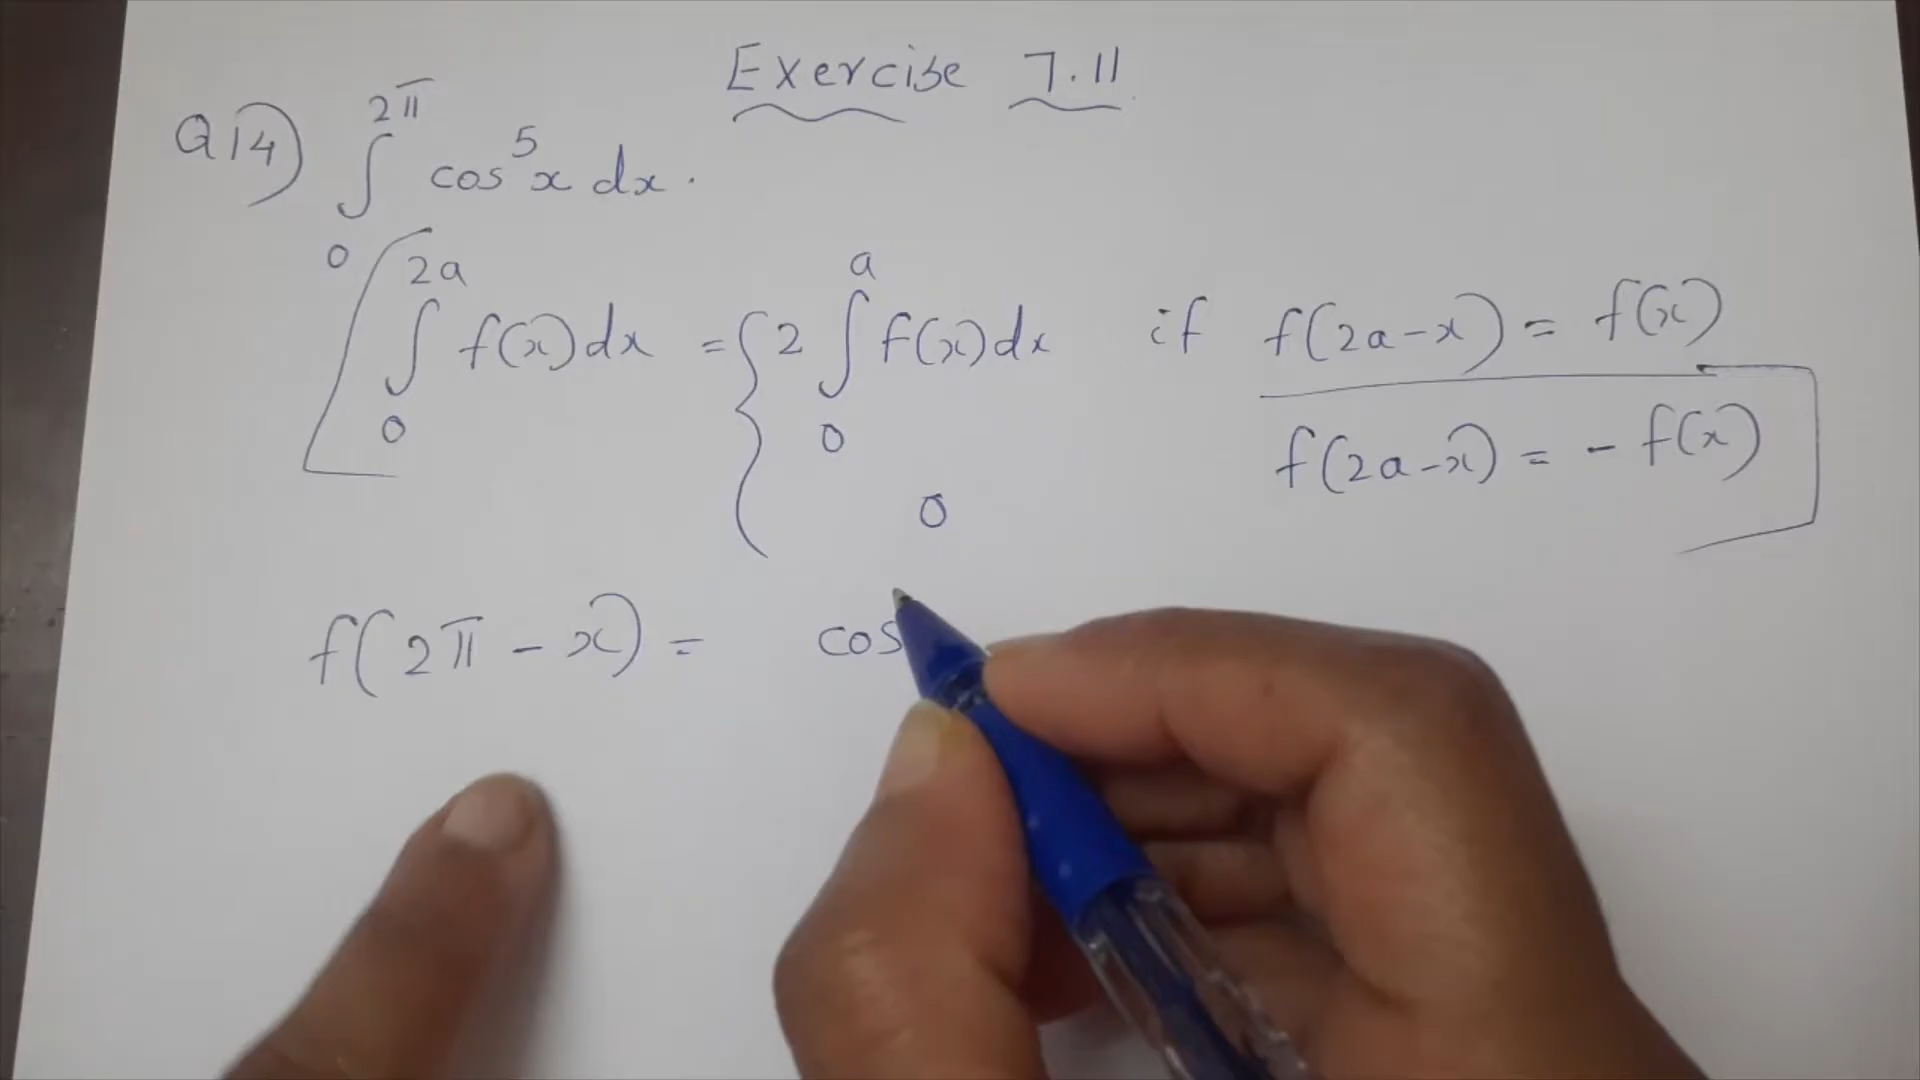 Exercise 7.11
Q14) ∫₀^2π cos⁵x dx.
∫₀^2a f(x)dx = { 2 ∫₀^a f(x)dx if f(2a-x) = f(x)
0 f(2a-x) = - f(x)
f(2π - x) = cos